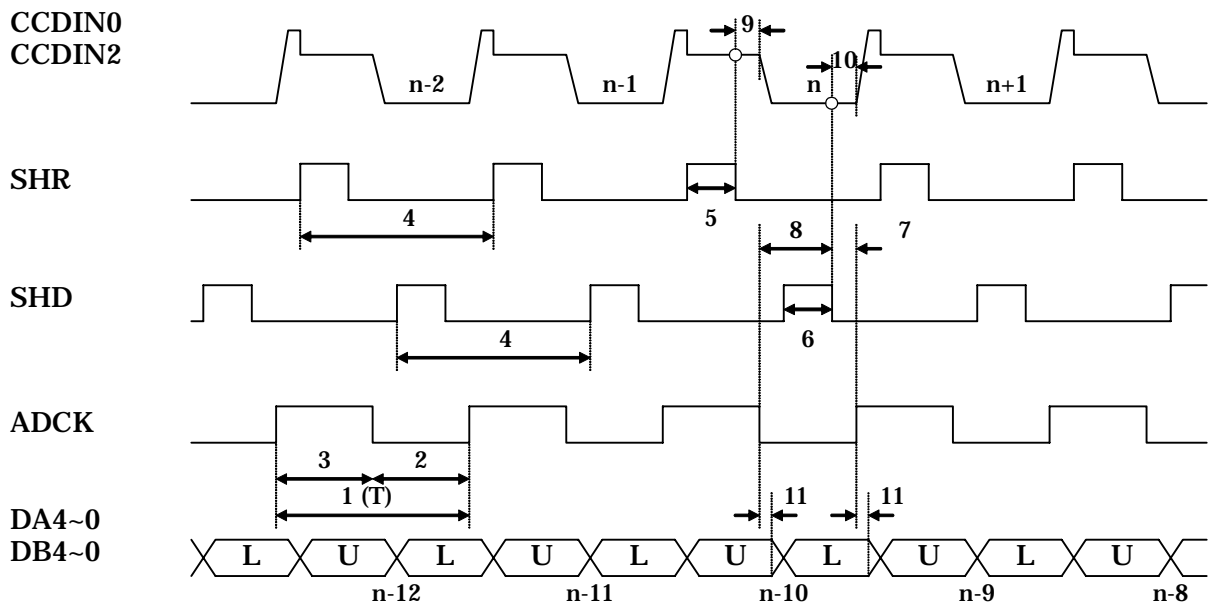 CCDIN0
CCDIN2
9
10
n-2
n-1
n
n+1
SHR
4
5
8
7
SHD
4
6
ADCK
3
2
1 (T)
11
11
DA4~0
DB4~0
L
U
L
U
L
U
L
U
L
U
n-12
n-11
n-10
n-9
n-8